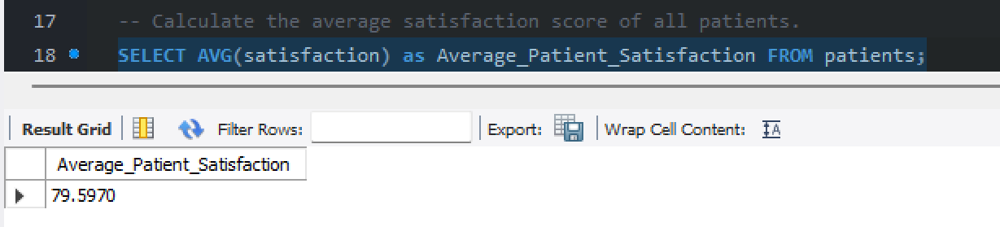 17 -- Calculate the average satisfaction score of all patients.
18 SELECT AVG(satisfaction) as Average_Patient_Satisfaction FROM patients;
Result Grid Filter Rows: Export: Wrap Cell Content: IA
Average_Patient_Satisfaction
79.5970